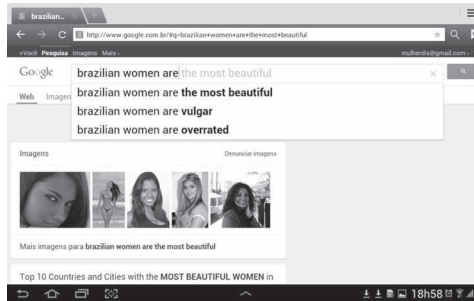 brazilian...
http://www.google.com.br/#q=brazilian+women+are+the+most+beautiful
+Você Pesquisa Imagens Mais
mulherdia@gmail.com
Google brazilian women are the most beautiful
Web Imagen
brazilian women are the most beautiful
brazilian women are vulgar
brazilian women are overrated
Imagens Denunciar imagens
Mais imagens para brazilian women are the most beautiful
Top 10 Countries and Cities with the MOST BEAUTIFUL WOMEN in
18h58